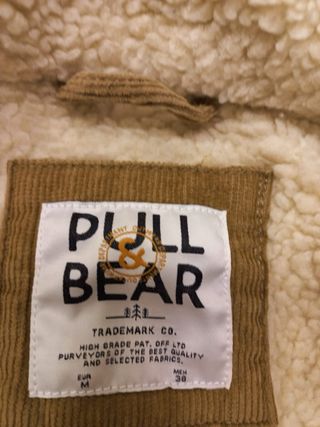 PULL
&
BEAR
TRADEMARK CO.
HIGH GRADE PAT. OFF LTD
PURVEYORS OF THE BEST QUALITY
AND SELECTED FABRICS.
EUR MEX
M 38